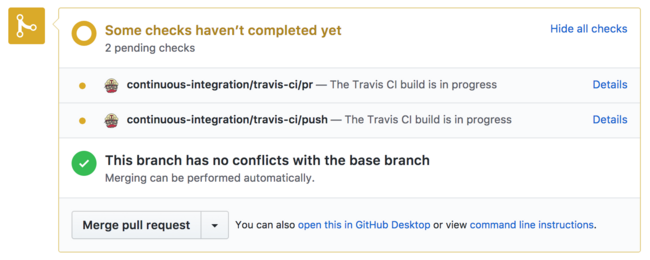 Some checks haven’t completed yet
Hide all checks
2 pending checks
continuous-integration/travis-ci/pr — The Travis CI build is in progress
Details
continuous-integration/travis-ci/push — The Travis CI build is in progress
Details
This branch has no conflicts with the base branch
Merging can be performed automatically.
Merge pull request
You can also open this in GitHub Desktop or view command line instructions.